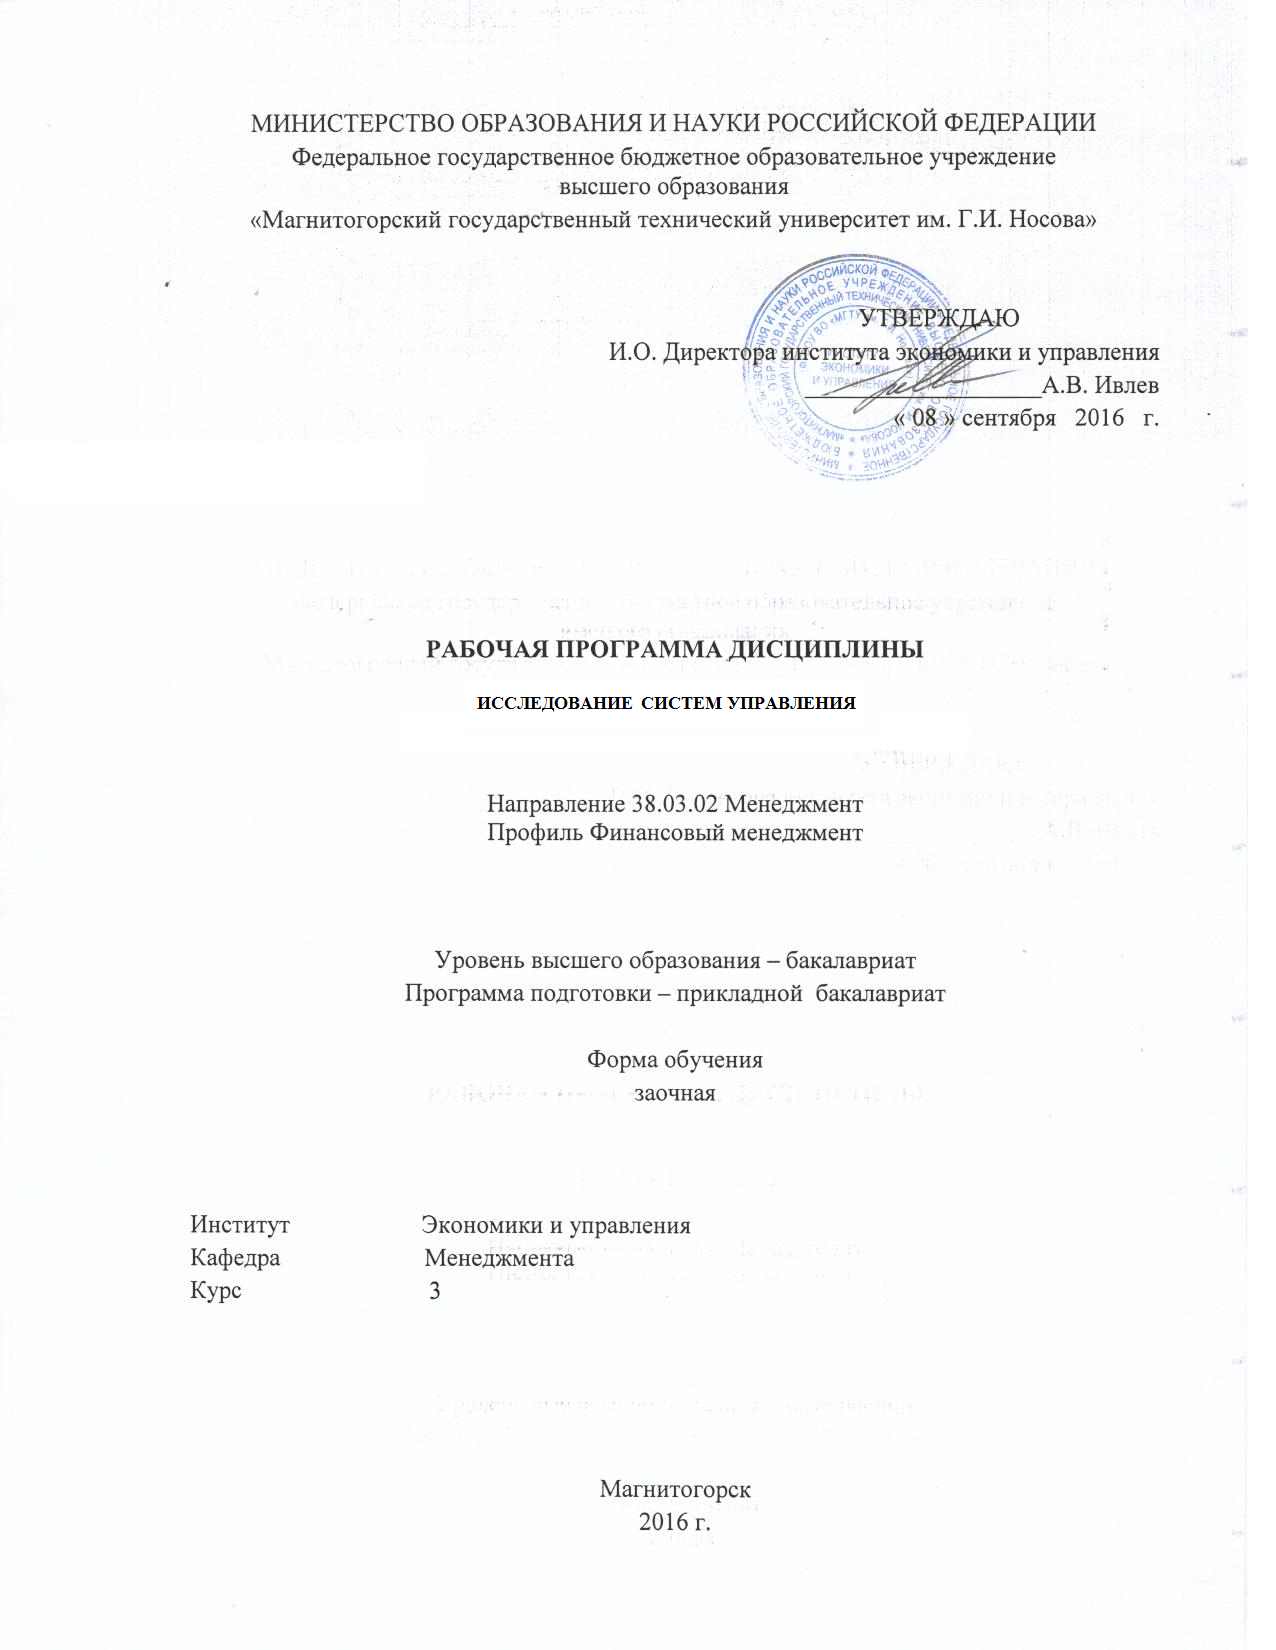 МИНИСТЕРСТВО ОБРАЗОВАНИЯ И НАУКИ РОССИЙСКОЙ ФЕДЕРАЦИИ
Федеральное государственное бюджетное образовательное учреждение
высшего образования
«Магнитогорский государственный технический университет им. Г.И. Носова»
УТВЕРЖДАЮ
И.О. Директора института экономики и управления
А.В. Ивлев
« 08 » сентября 2016 г.
ЭКОНОМИКИ
И УПРАВЛЕНИЯ
РАБОЧАЯ ПРОГРАММА ДИСЦИПЛИНЫ
ИССЛЕДОВАНИЕ СИСТЕМ УПРАВЛЕНИЯ
Направление 38.03.02 Менеджмент
Профиль Финансовый менеджмент
Уровень высшего образования – бакалавриат
Программа подготовки – прикладной бакалавриат
Форма обучения
заочная
Институт Экономики и управления
Кафедра Менеджмента
Курс 3
Магнитогорск
2016 г.